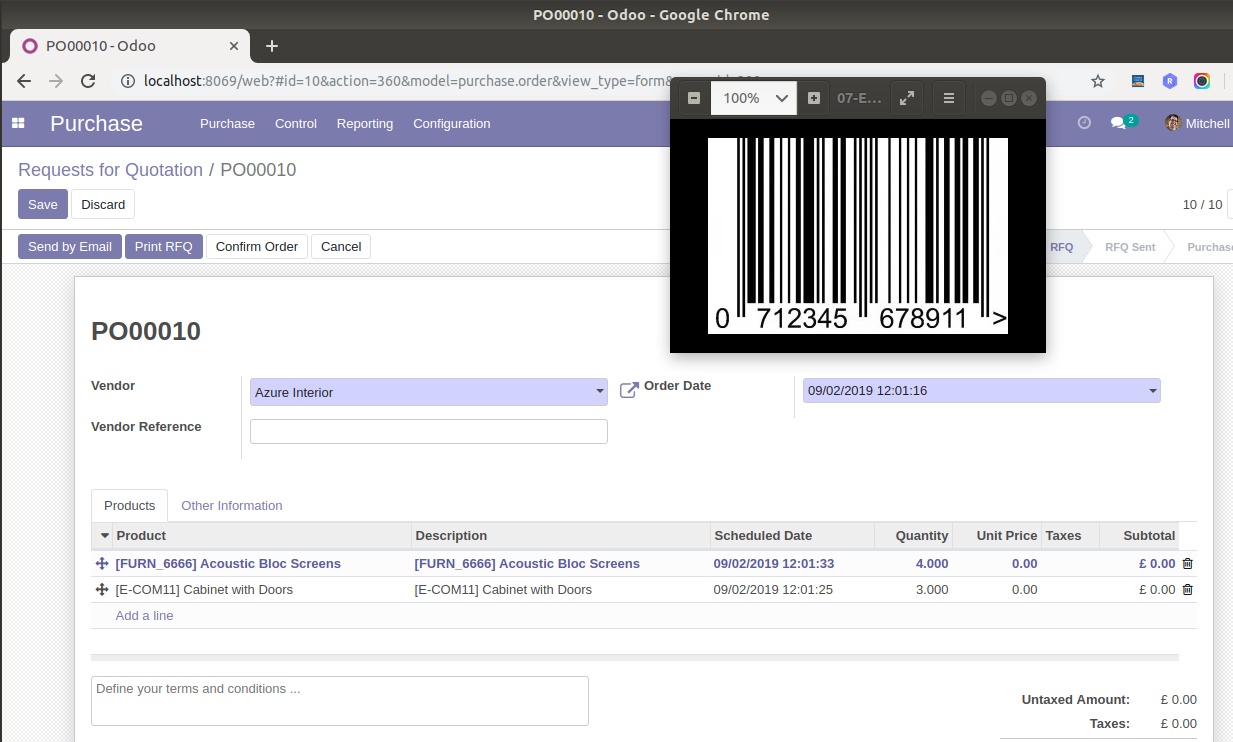 PO00010 - Odoo - Google Chrome
PO00010 - Odoo
localhost:8069/web?#id=10&action=360&model=purchase.order&view_type=form&
100%
07-E...
Purchase
Purchase
Control
Reporting
Configuration
2
Mitchell
Requests for Quotation / PO00010
Save
Discard
10 / 10
Send by Email
Print RFQ
Confirm Order
Cancel
RFQ
RFQ Sent
Purchase
0 712345 678911 >
PO00010
Vendor
Azure Interior
Order Date
09/02/2019 12:01:16
Vendor Reference
Products
Other Information
Product Description Scheduled Date Quantity Unit Price Taxes Subtotal
[FURN_6666] Acoustic Bloc Screens [FURN_6666] Acoustic Bloc Screens 09/02/2019 12:01:33 4.000 0.00 £ 0.00
[E-COM11] Cabinet with Doors [E-COM11] Cabinet with Doors 09/02/2019 12:01:25 3.000 0.00 £ 0.00
Add a line
Define your terms and conditions ...
Untaxed Amount: £ 0.00
Taxes: £ 0.00